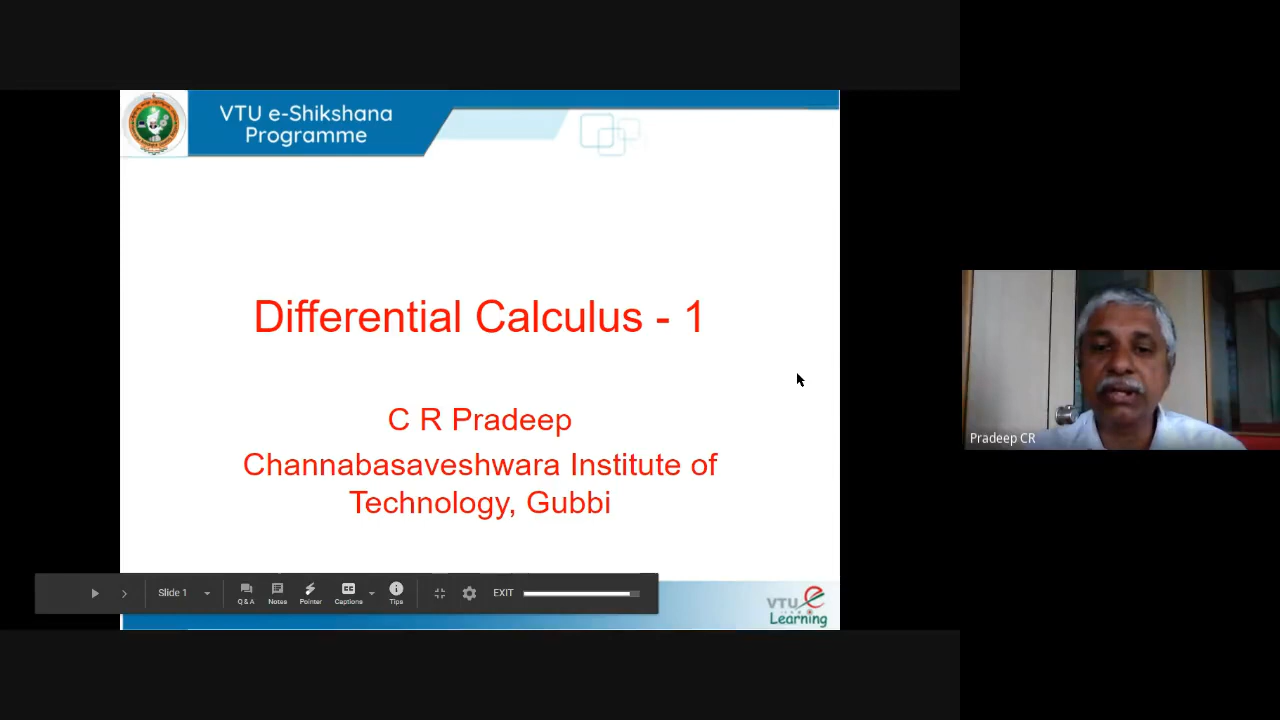 VTU e-Shikshana
Programme
Differential Calculus - 1
C R Pradeep
Channabasaveshwara Institute of
Technology, Gubbi
Pradeep CR
Slide 1
Q & A
Notes
Pointer
Captions
Tips
EXIT
VTU e
Learning